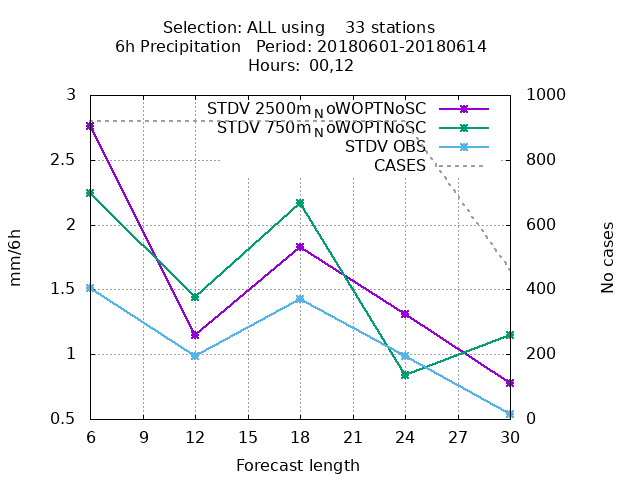 Selection: ALL using    33 stations
6h Precipitation   Period: 20180601-20180614
Hours: 00,12
3
2.5
2
1.5
1
0.5
mm/6h
STDV 2500m_NoWOPTNoSC
STDV 750m_NoWOPTNoSC
STDV OBS
CASES
1000
800
600
400
200
0
No cases
6 9 12 15 18 21 24 27 30
Forecast length